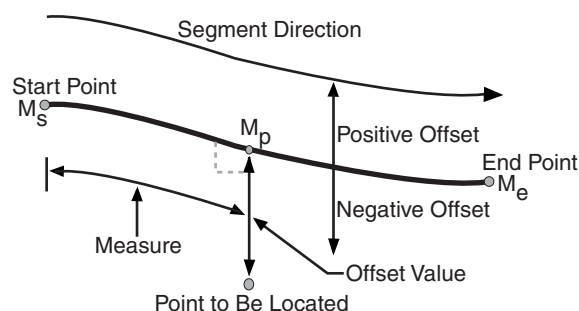 Segment Direction
Start Point
Ms
Mp
Positive Offset
End Point
Me
Negative Offset
Measure
Offset Value
Point to Be Located